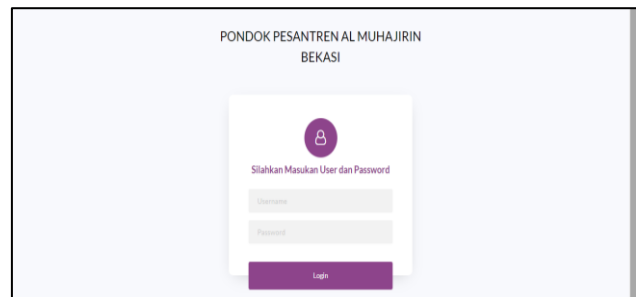 PONDOK PESANTREN AL MUHAJIRIN
BEKASI
Silahkan Masukan User dan Password
Username
Password
Login